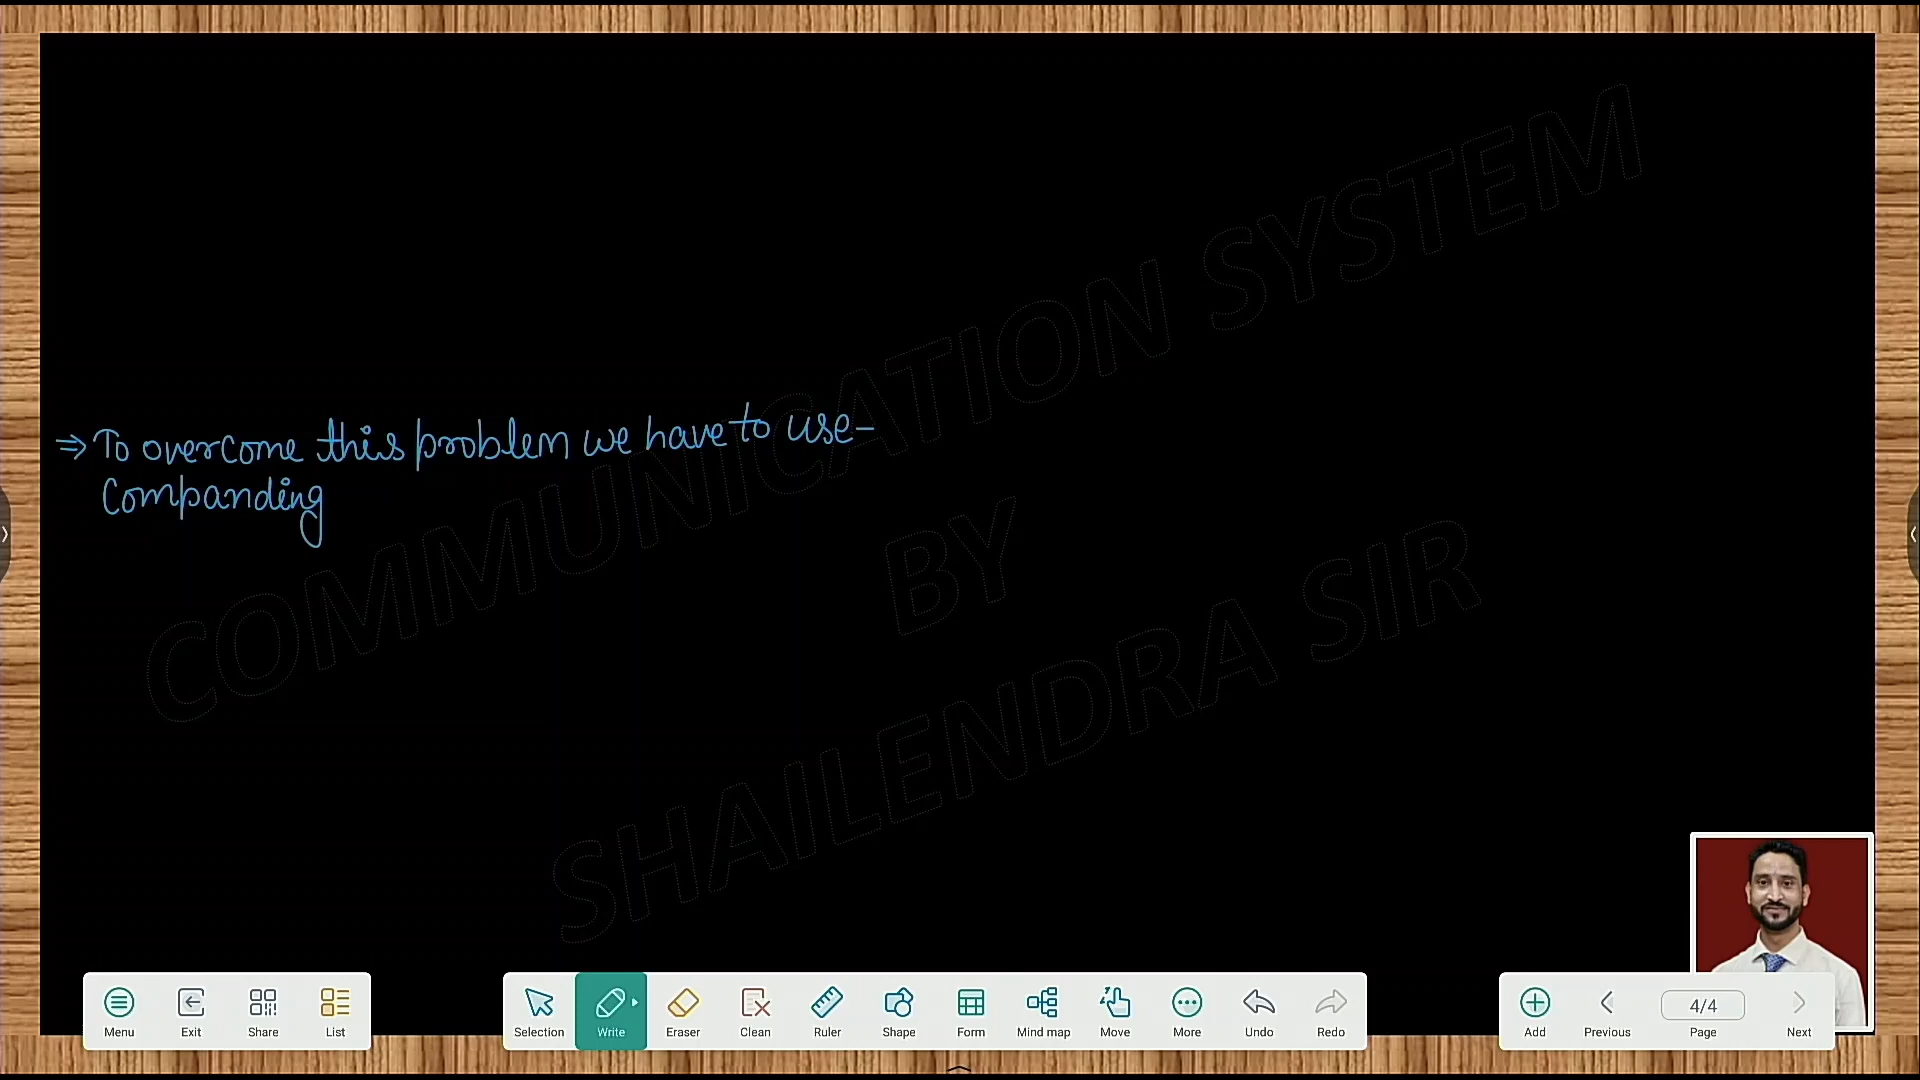 COMMUNICATION SYSTEM
BY
SHAILENDRA SIR
⇒ To overcome this problem we have to use-
Companding
Menu Exit Share List
Selection Write Eraser Clean Ruler Shape Form Mind map Move More Undo Redo
Add Previous 4/4 Page Next